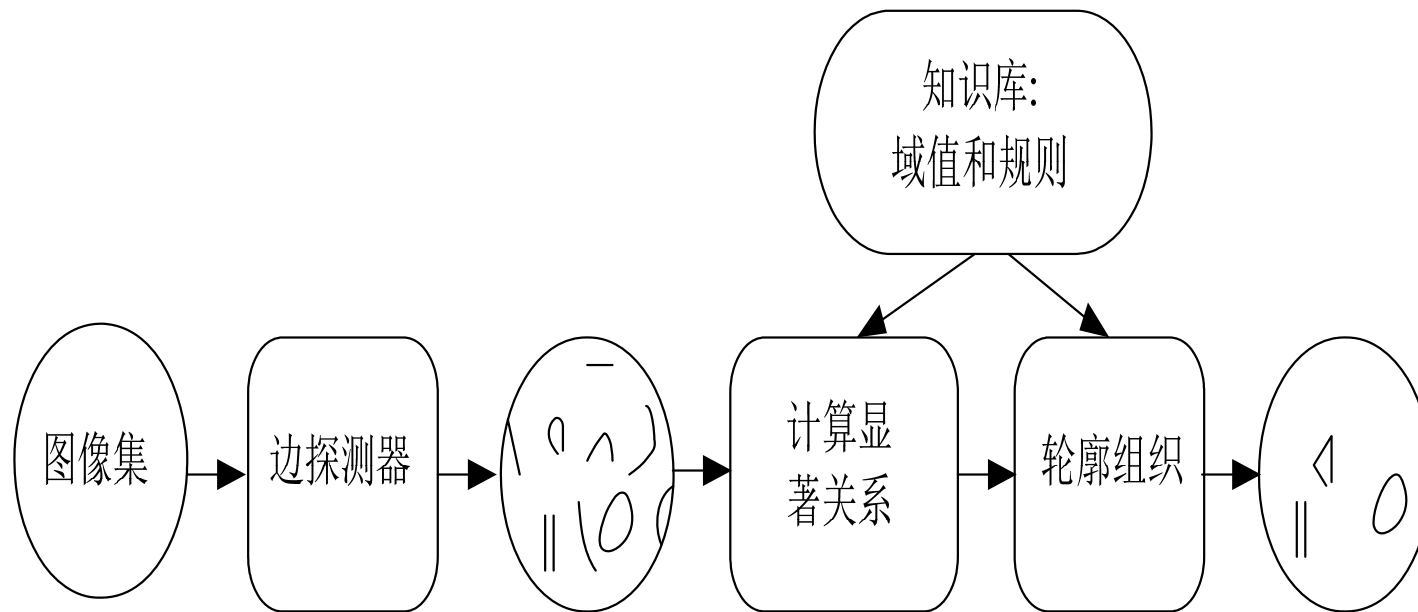 知识库:
域值和规则
图像集
边探测器
计算显
著关系
轮廓组织